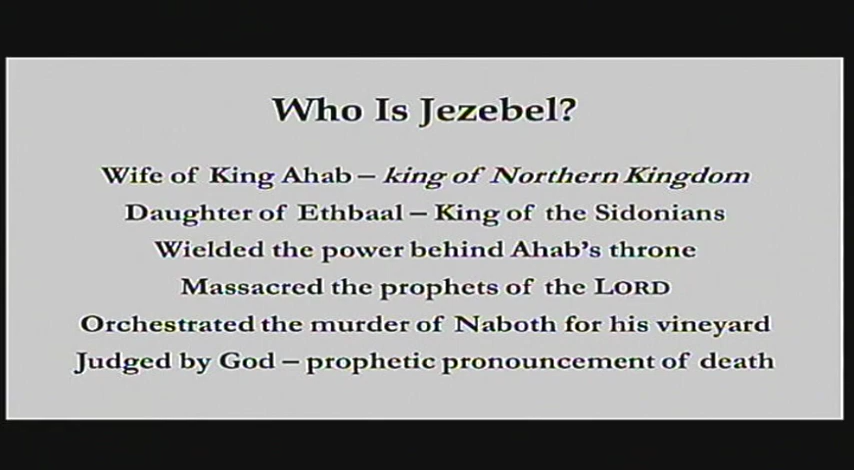 Who Is Jezebel?
Wife of King Ahab – king of Northern Kingdom
Daughter of Ethbaal – King of the Sidonians
Wielded the power behind Ahab's throne
Massacred the prophets of the LORD
Orchestrated the murder of Naboth for his vineyard
Judged by God – prophetic pronouncement of death